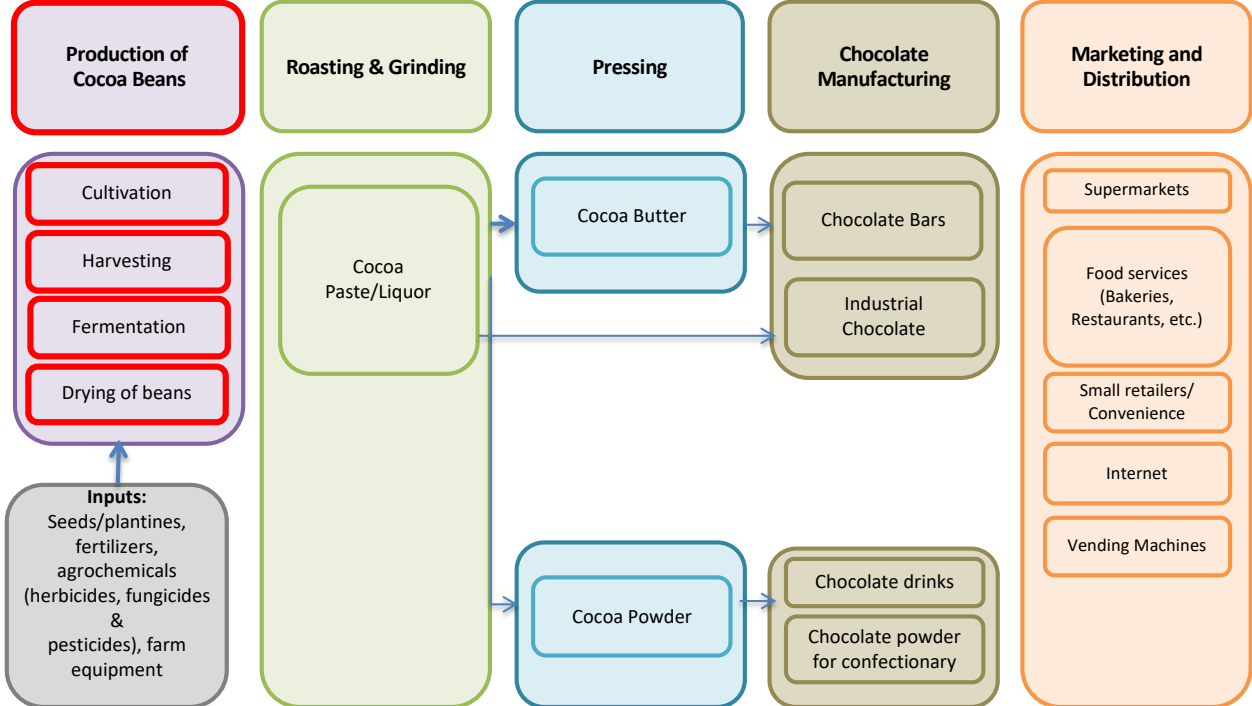 Production of
Cocoa Beans
Roasting & Grinding
Pressing
Chocolate
Manufacturing
Marketing and
Distribution
Cultivation
Harvesting
Fermentation
Drying of beans
Inputs:
Seeds/plantines,
fertilizers,
agrochemicals
(herbicides, fungicides
&
pesticides), farm
equipment
Cocoa
Paste/Liquor
Cocoa Butter
Cocoa Powder
Chocolate Bars
Industrial
Chocolate
Chocolate drinks
Chocolate powder
for confectionary
Supermarkets
Food services
(Bakeries,
Restaurants, etc.)
Small retailers/
Convenience
Internet
Vending Machines